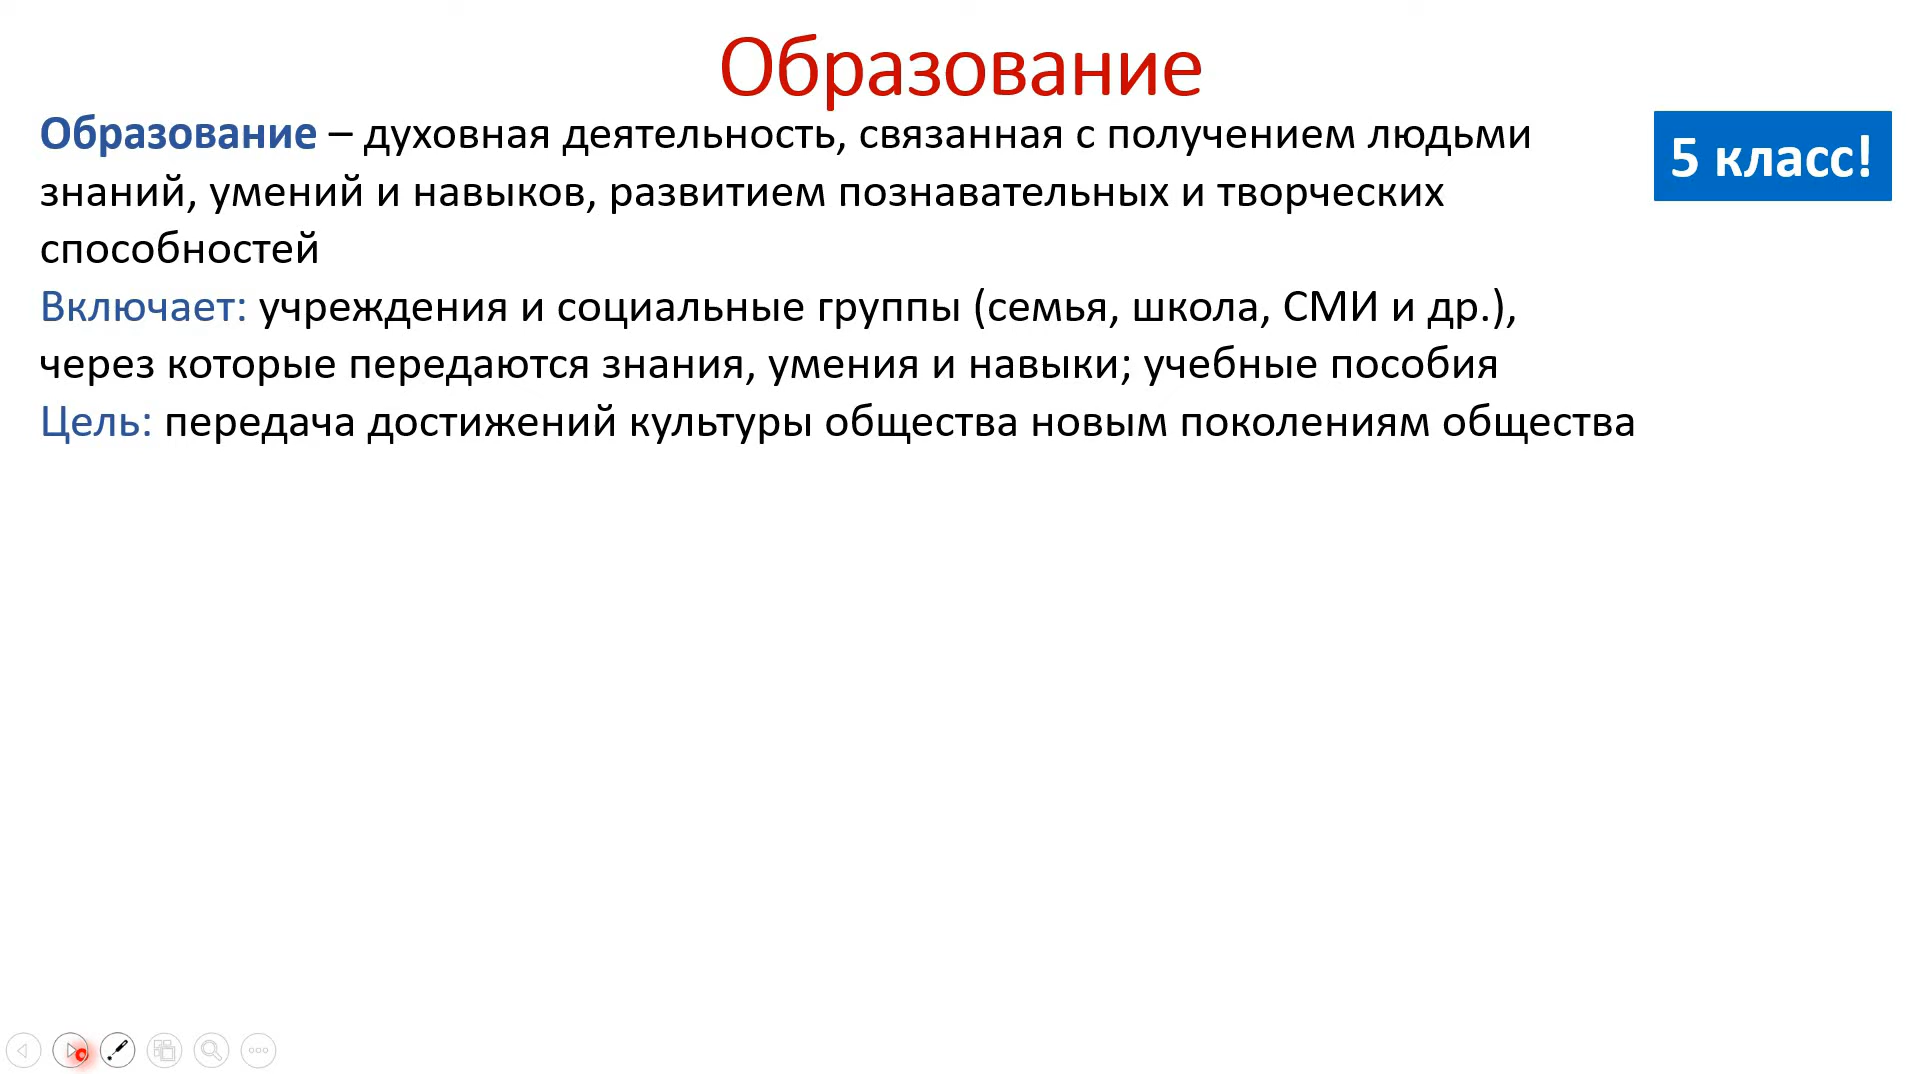 Образование
Образование – духовная деятельность, связанная с получением людьми
знаний, умений и навыков, развитием познавательных и творческих
способностей
5 класс!
Включает: учреждения и социальные группы (семья, школа, СМИ и др.),
через которые передаются знания, умения и навыки; учебные пособия
Цель: передача достижений культуры общества новым поколениям общества